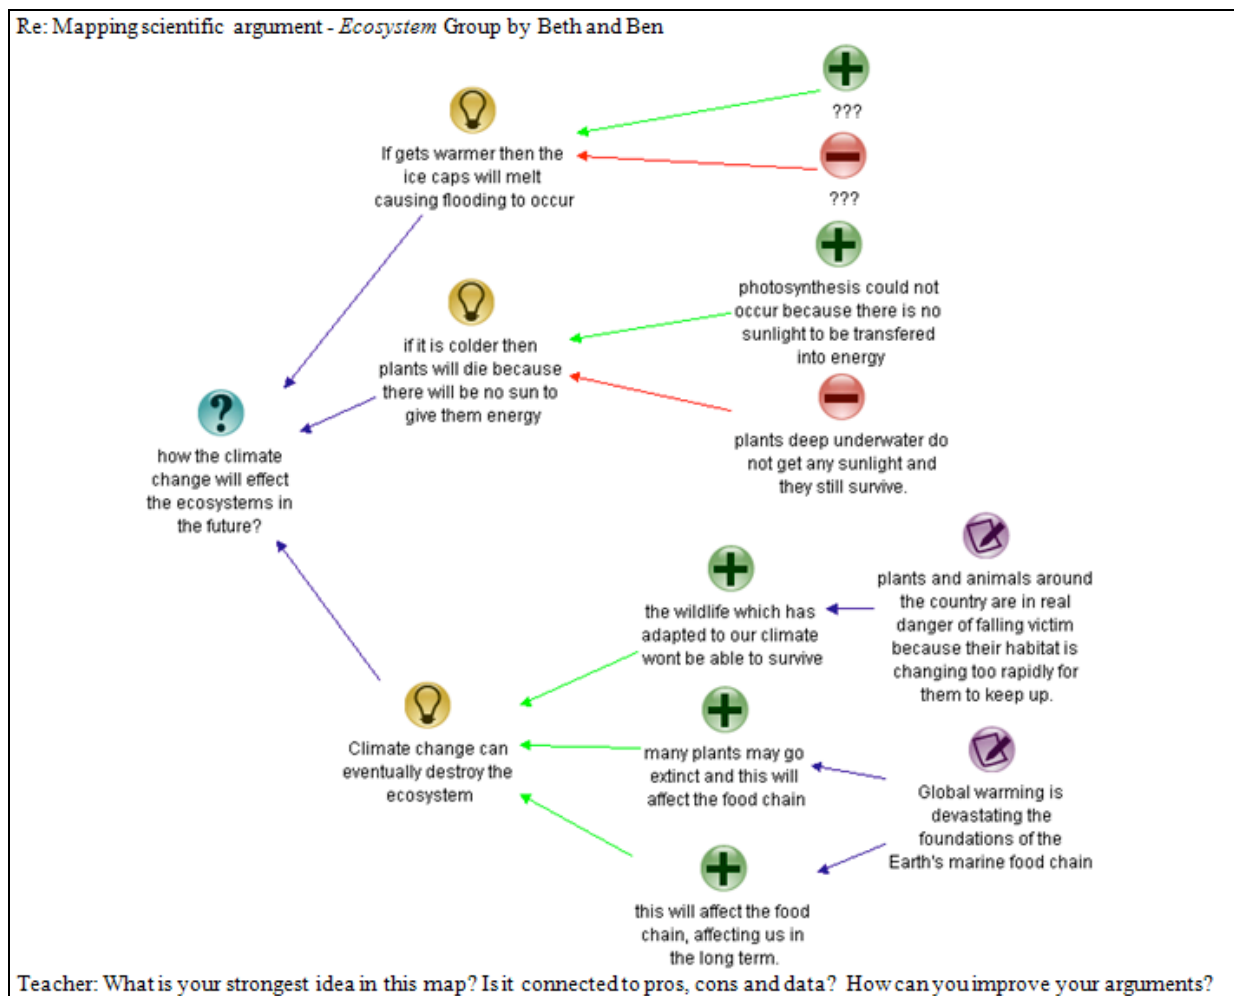 Re: Mapping scientific argument - Ecosystem Group by Beth and Ben
???
If gets warmer then the
ice caps will melt
causing flooding to occur
???
photosynthesis could not
occur because there is no
sunlight to be transfered
into energy
if it is colder then
plants will die because
there will be no sun to
give them energy
plants deep underwater do
not get any sunlight and
they still survive.
?
how the climate
change will effect
the ecosystems in
the future?
the wildlife which has
adapted to our climate
wont be able to survive
plants and animals around
the country are in real
danger of falling victim
because their habitat is
changing too rapidly for
them to keep up.
Climate change can
eventually destroy the
ecosystem
many plants may go
extinct and this will
affect the food chain
Global warming is
devastating the
foundations of the
Earth's marine food chain
this will affect the food
chain, affecting us in
the long term.
Teacher: What is your strongest idea in this map? Is it connected to pros, cons and data? How can you improve your arguments?